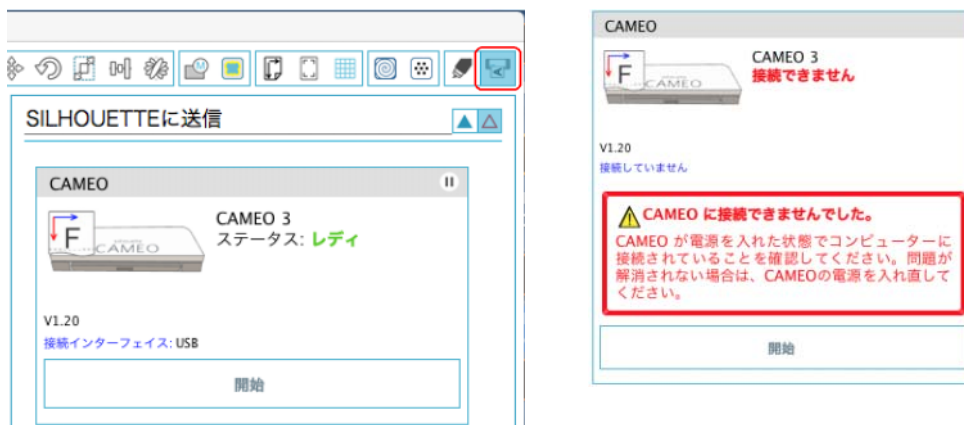 SILHOUETTEに送信
CAMEO
F
CAMEO
CAMEO 3
ステータス: レディ
V1.20
接続インターフェイス: USB
開始
CAMEO
F
CAMEO
CAMEO 3
接続できません
V1.20
接続していません
CAMEO に接続できませんでした。
CAMEO が電源を入れた状態でコンピューターに
接続されていることを確認してください。問題が
解消されない場合は、CAMEOの電源を入れ直して
ください。
開始